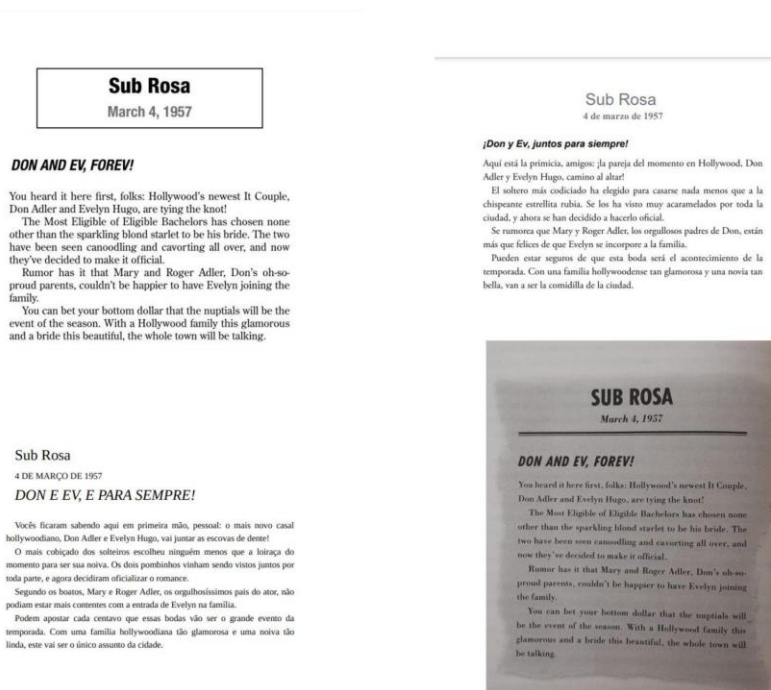 Sub Rosa
March 4, 1957
DON AND EV, FOREV!
You heard it here first, folks: Hollywood's newest It Couple,
Don Adler and Evelyn Hugo, are tying the knot!
The Most Eligible of Eligible Bachelors has chosen none
other than the sparkling blond starlet to be his bride. The two
have been seen canoodling and cavorting all over, and now
they've decided to make it official.
Rumor has it that Mary and Roger Adler, Don's oh-so-
proud parents, couldn't be happier to have Evelyn joining the
family.
You can bet your bottom dollar that the nuptials will be the
event of the season. With a Hollywood family this glamorous
and a bride this beautiful, the whole town will be talking.
Sub Rosa
4 de marzo de 1957
¡Don y Ev, juntos para siempre!
Aquí está la primicia, amigos: ¡la pareja del momento en Hollywood, Don
Adler y Evelyn Hugo, camino al altar!
El soltero más codiciado ha elegido para casarse nada menos que a la
chispeante estrellita rubia. Se los ha visto muy acaramelados por toda la
ciudad, y ahora se han decidido a hacerlo oficial.
Se rumorea que Mary y Roger Adler, los orgullosos padres de Don, están
más que felices de que Evelyn se incorpore a la familia.
Pueden estar seguros de que esta boda será el acontecimiento de la
temporada. Con una familia hollywoodense tan glamorosa y una novia tan
bella, van a ser la comidilla de la ciudad.
Sub Rosa
4 DE MARÇO DE 1957
DON E EV, E PARA SEMPRE!
Vocês ficaram sabendo aqui em primeira mão, pessoal: o mais novo casal
hollywoodiano, Don Adler e Evelyn Hugo, vai juntar as escovas de dente!
O mais cobiçado dos solteiros escolheu ninguém menos que a loiraça do
momento para ser sua noiva. Os dois pombinhos vinham sendo vistos juntos por
toda parte, e agora decidiram oficializar o romance.
Segundo os boatos, Mary e Roger Adler, os orgulhosíssimos pais do ator, não
podiam estar mais contentes com a entrada de Evelyn na família.
Podem apostar cada centavo que essas bodas vão ser o grande evento da
temporada. Com uma família hollywoodiana tão glamorosa e uma noiva tão
linda, este vai ser o único assunto da cidade.
SUB ROSA
March 4, 1957
DON AND EV, FOREV!
You heard it here first, folks: Hollywood's newest It Couple,
Don Adler and Evelyn Hugo, are tying the knot!
The Most Eligible of Eligible Bachelors has chosen none
other than the sparkling blond starlet to be his bride. The
two have been seen canoodling and cavorting all over, and
now they've decided to make it official.
Rumor has it that Mary and Roger Adler, Don's oh-so-
proud parents, couldn't be happier to have Evelyn joining
the family.
You can bet your bottom dollar that the nuptials will
be the event of the season. With a Hollywood family this
glamorous and a bride this beautiful, the whole town will
be talking.